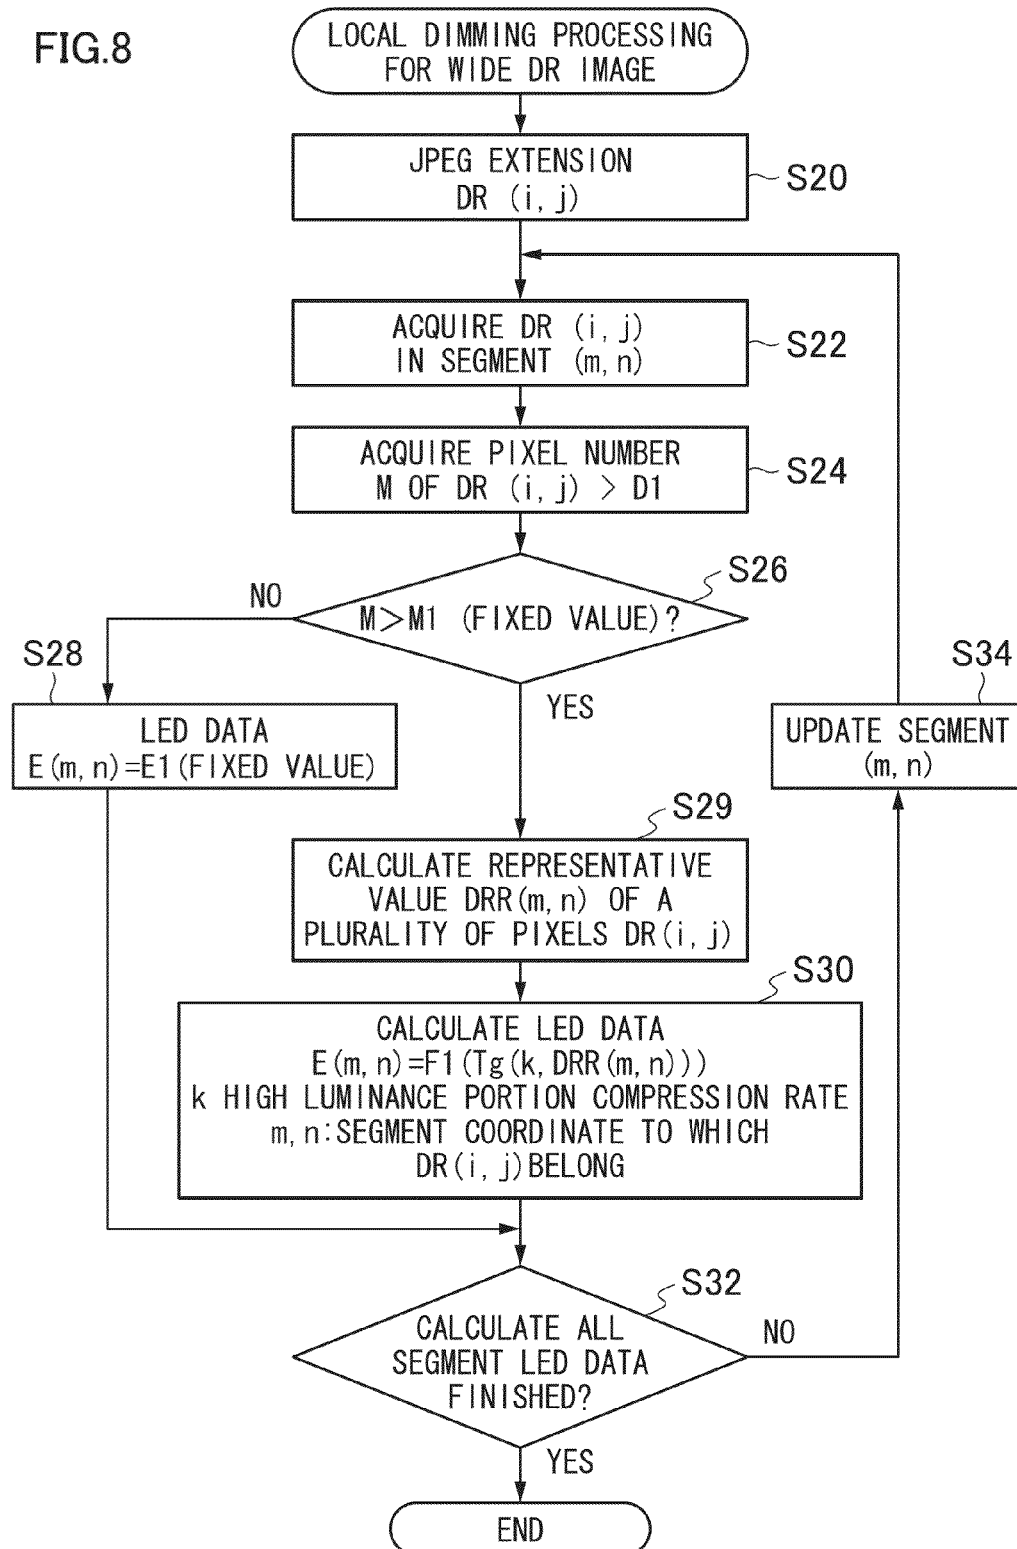 FIG.8
LOCAL DIMMING PROCESSING
FOR WIDE DR IMAGE
JPEG EXTENSION
DR (i, j)
S20
ACQUIRE DR (i, j)
IN SEGMENT (m, n)
S22
ACQUIRE PIXEL NUMBER
M OF DR (i, j) > D1
S24
S26
NO
M>M1 (FIXED VALUE)?
YES
S28
LED DATA
E(m, n)=E1(FIXED VALUE)
S34
UPDATE SEGMENT
(m, n)
S29
CALCULATE REPRESENTATIVE
VALUE DRR(m, n) OF A
PLURALITY OF PIXELS DR(i, j)
S30
CALCULATE LED DATA
E(m, n)=F1(Tg(k, DRR(m, n)))
k HIGH LUMINANCE PORTION COMPRESSION RATE
m, n:SEGMENT COORDINATE TO WHICH
DR(i, j)BELONG
S32
CALCULATE ALL
SEGMENT LED DATA
FINISHED?
NO
YES
END